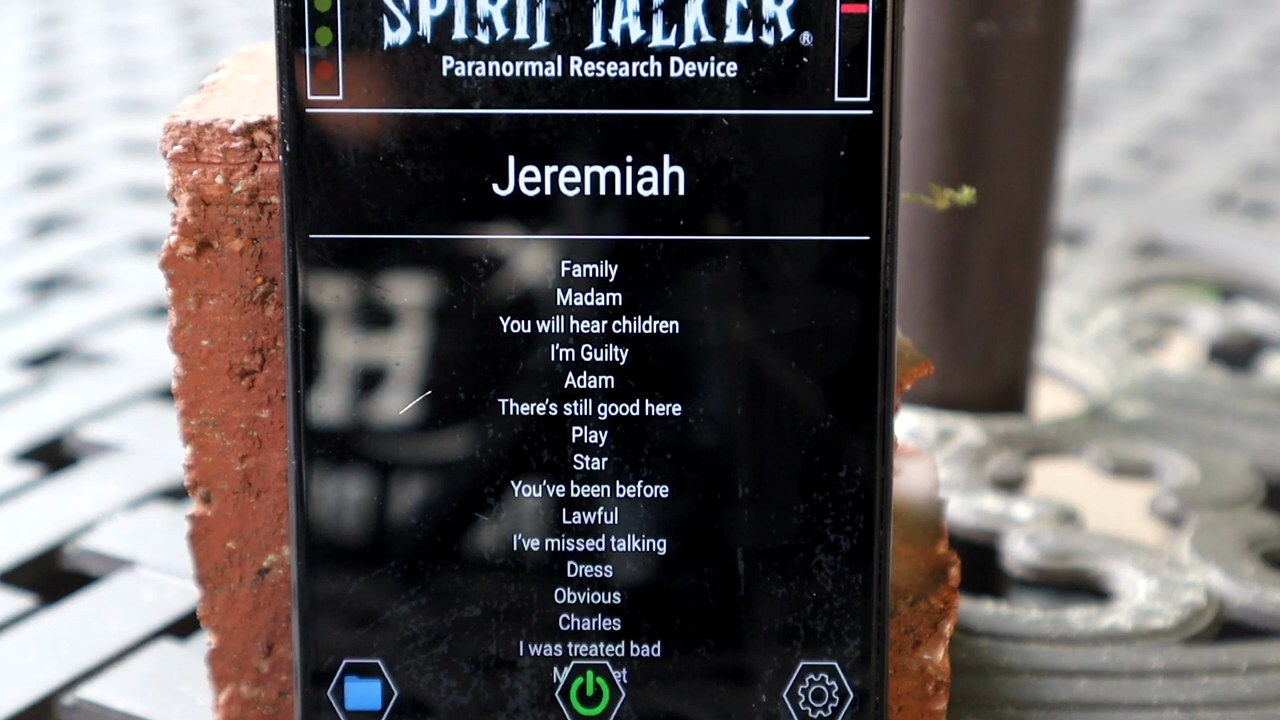 SPIRIT TALKER®
Paranormal Research Device
Jeremiah
Family
Madam
You will hear children
I'm Guilty
Adam
There's still good here
Play
Star
You've been before
Lawful
I've missed talking
Dress
Obvious
Charles
I was treated bad